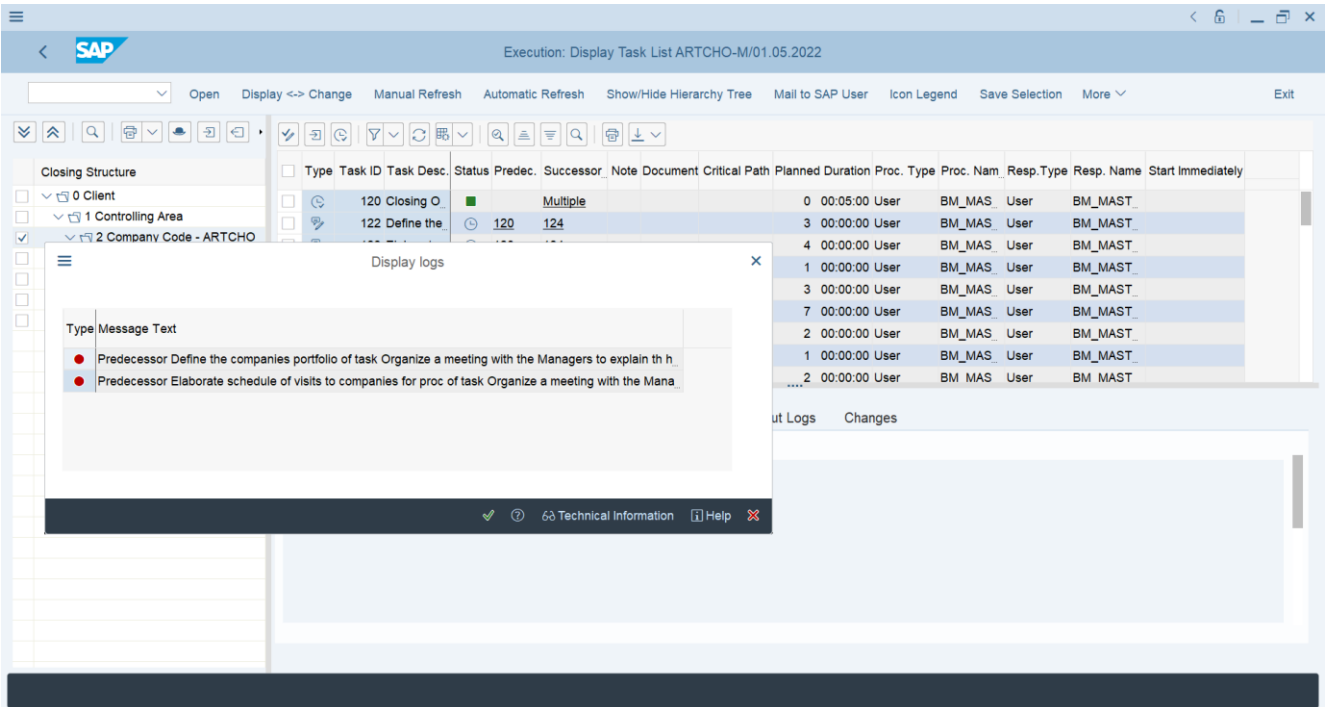 SAP
Execution: Display Task List ARTCHO-M/01.05.2022
Open Display <-> Change Manual Refresh Automatic Refresh Show/Hide Hierarchy Tree Mail to SAP User Icon Legend Save Selection More Exit
Closing Structure
0 Client
1 Controlling Area
2 Company Code - ARTCHO
Type Task ID Task Desc. Status Predec. Successor Note Document Critical Path Planned Duration Proc. Type Proc. Nam Resp.Type Resp. Name Start Immediately
120 Closing O Multiple 0 00:05:00 User BM_MAS User BM_MAST
122 Define the 120 124 3 00:00:00 User BM_MAS User BM_MAST
4 00:00:00 User BM_MAS User BM_MAST
1 00:00:00 User BM_MAS User BM_MAST
3 00:00:00 User BM_MAS User BM_MAST
7 00:00:00 User BM_MAS User BM_MAST
2 00:00:00 User BM_MAS User BM_MAST
1 00:00:00 User BM_MAS User BM_MAST
2 00:00:00 User BM_MAS User BM_MAST
Display logs
Type Message Text
Predecessor Define the companies portfolio of task Organize a meeting with the Managers to explain th h
Predecessor Elaborate schedule of visits to companies for proc of task Organize a meeting with the Mana
Technical Information Help
ut Logs Changes